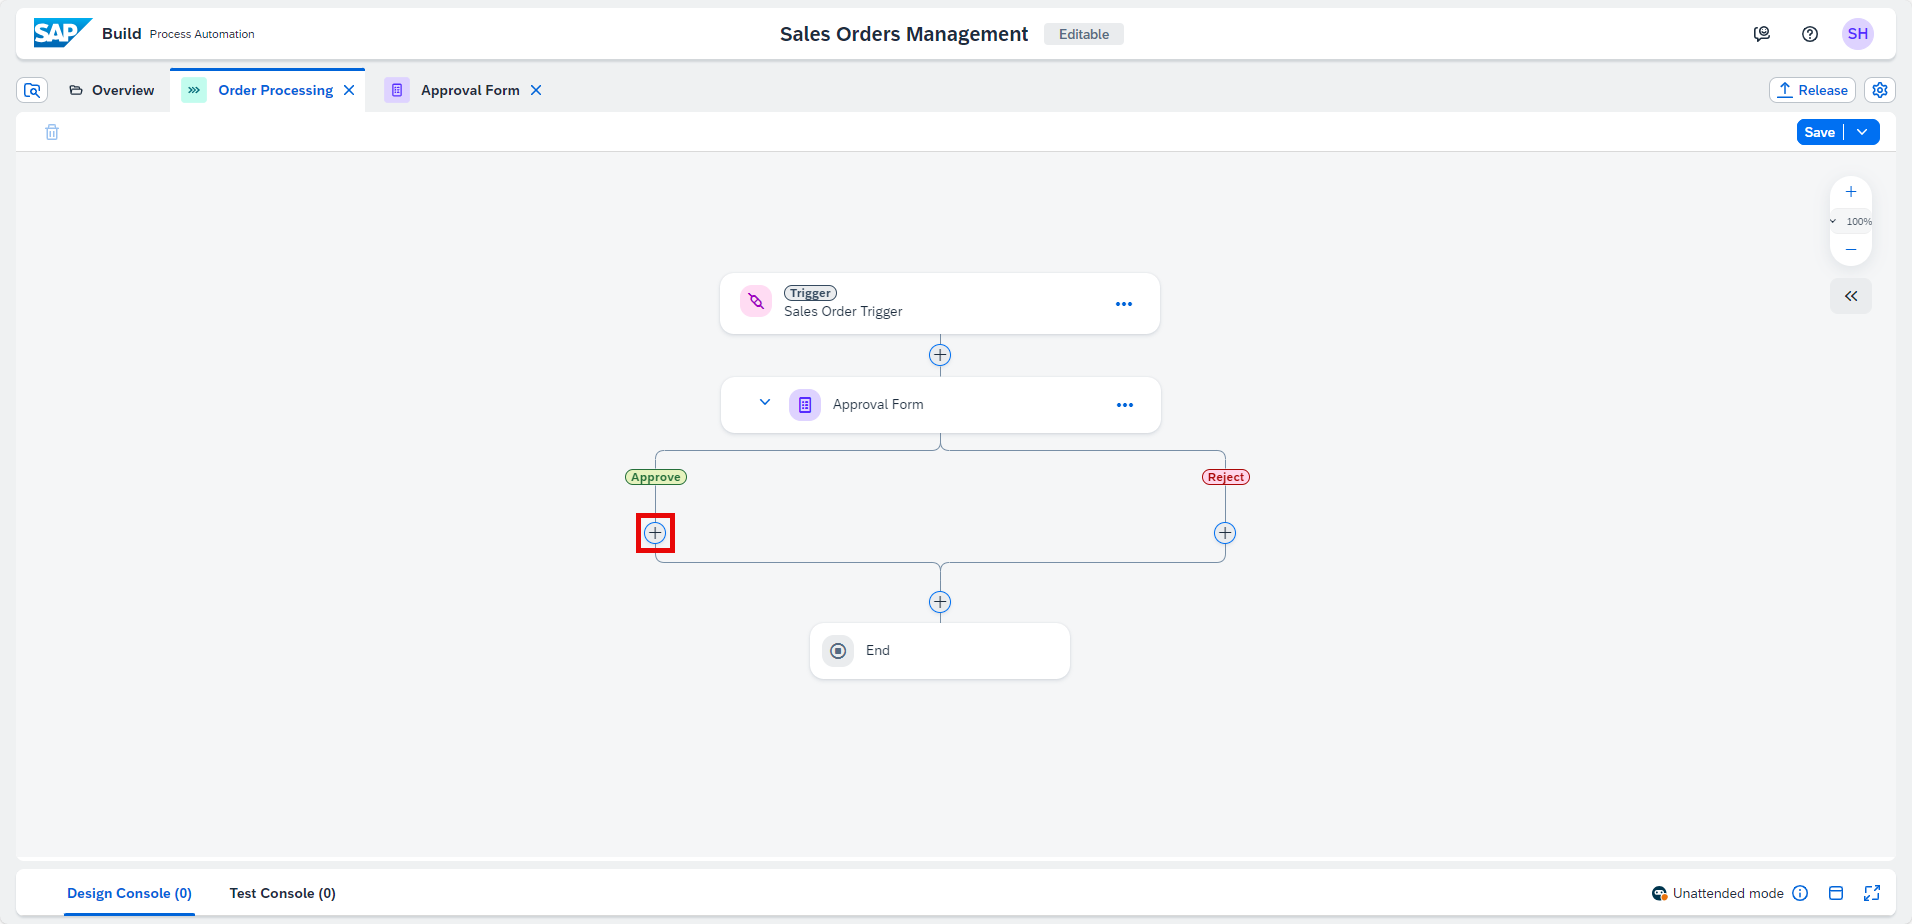 SAP Build Process Automation
Sales Orders Management Editable
SH
Overview
Order Processing
Approval Form
Release
Save
100%
Trigger
Sales Order Trigger
Approval Form
Approve
Reject
End
Design Console (0)
Test Console (0)
Unattended mode